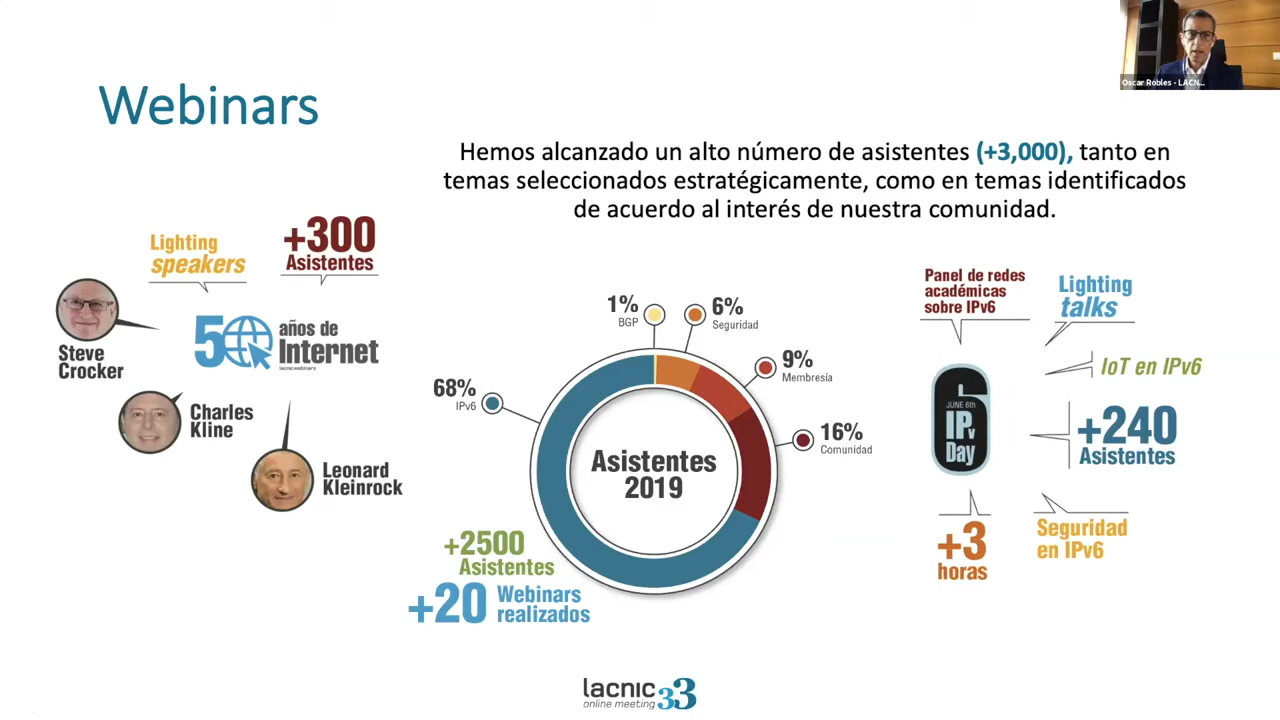 Oscar Robles - LACN...
Webinars
Hemos alcanzado un alto número de asistentes (+3,000), tanto en
temas seleccionados estratégicamente, como en temas identificados
de acuerdo al interés de nuestra comunidad.
Lighting
speakers
+300
Asistentes
Steve
Crocker
50
años de
Internet
lacnicwebinars
Charles
Kline
Leonard
Kleinrock
1%
BGP
6%
Seguridad
9%
Membresía
16%
Comunidad
68%
IPv6
Asistentes
2019
+2500
Asistentes
+20
Webinars
realizados
Panel de redes
académicas
sobre IPv6
Lighting
talks
IoT en IPv6
6
JUNE 6th
IPv
Day
+240
Asistentes
+3
horas
Seguridad
en IPv6
lacnic 33
online meeting